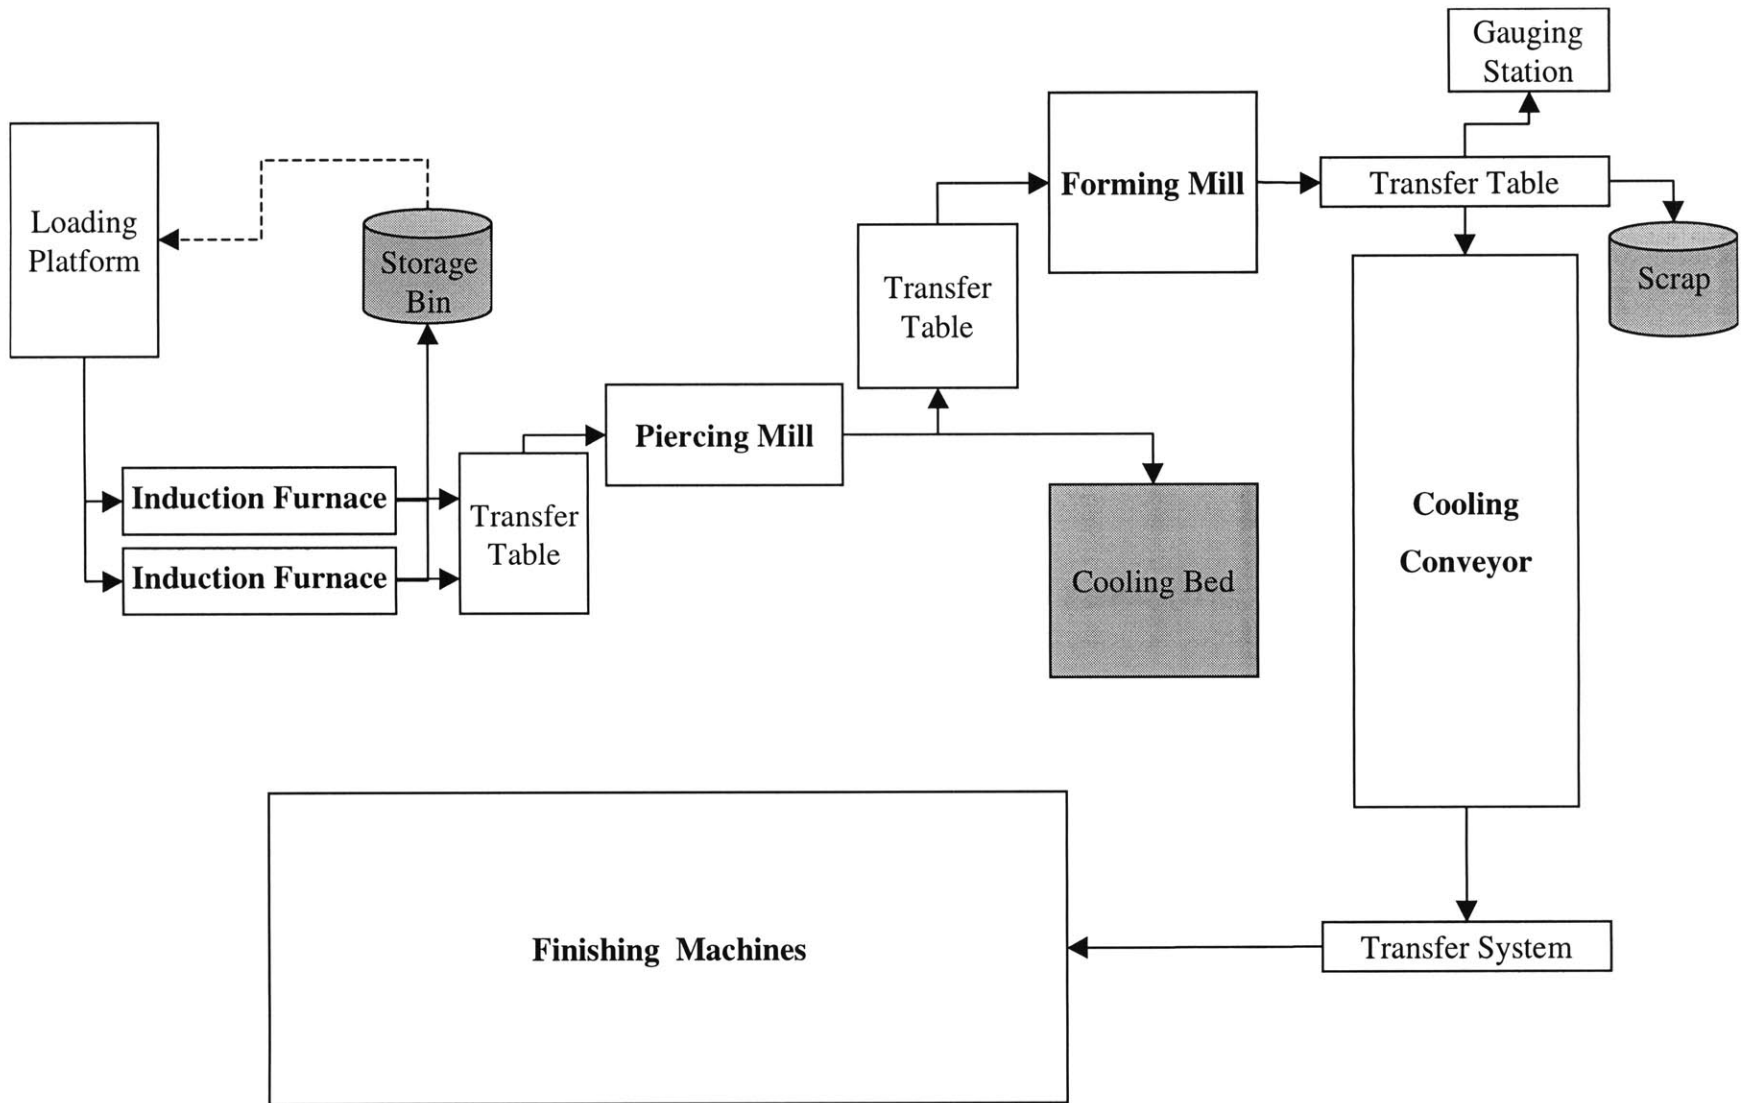 Gauging
Station
Loading
Platform
Storage
Bin
Forming Mill
Transfer Table
Scrap
Transfer
Table
Piercing Mill
Induction Furnace
Induction Furnace
Transfer
Table
Cooling Bed
Cooling
Conveyor
Finishing Machines
Transfer System